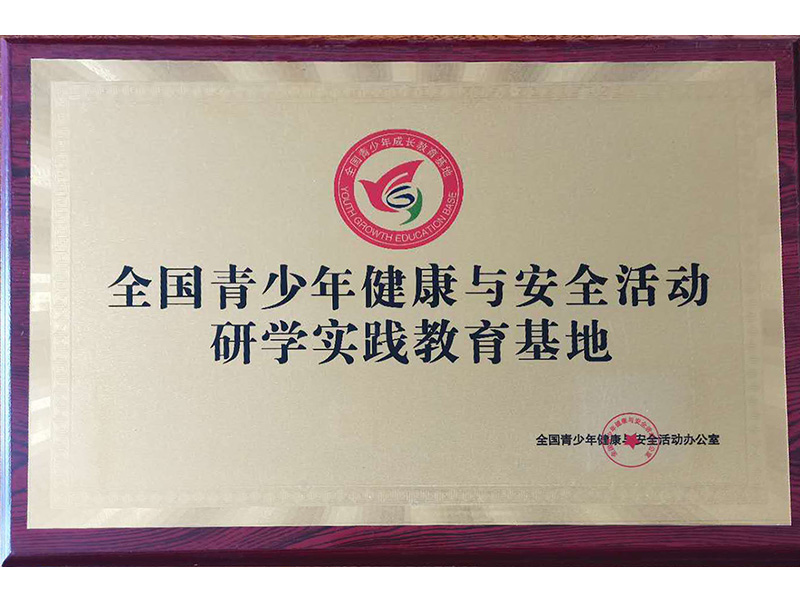 全国青少年成长教育基地
YOUTH GROWTH EDUCATION BASE
全国青少年健康与安全活动
研学实践教育基地
全国青少年健康与安全活动办公室